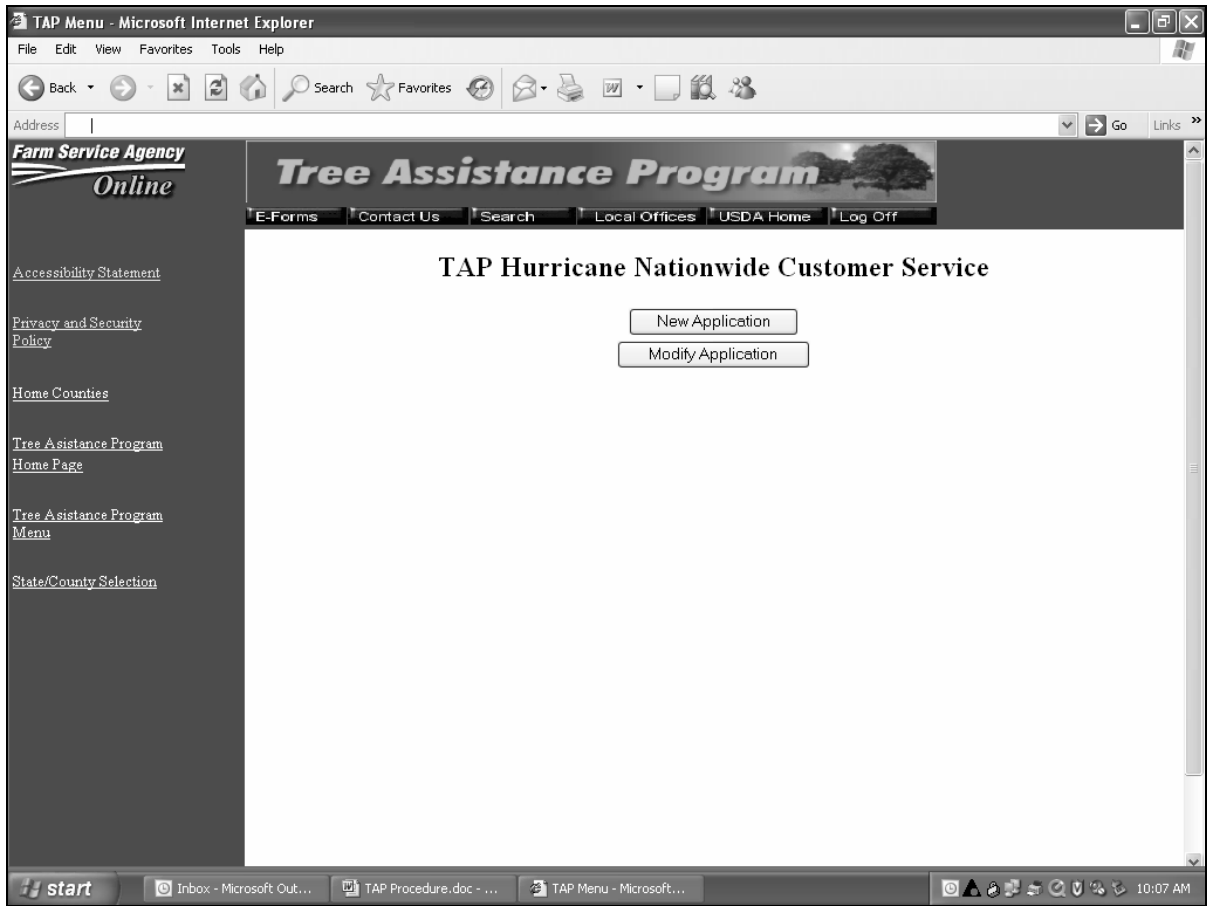 TAP Menu - Microsoft Internet Explorer
File Edit View Favorites Tools Help
Back Search Favorites
Address Go Links »
Farm Service Agency
Online
Tree Assistance Program
E-Forms Contact Us Search Local Offices USDA Home Log Off
TAP Hurricane Nationwide Customer Service
New Application
Modify Application
Accessibility Statement
Privacy and Security
Policy
Home Counties
Tree Asistance Program
Home Page
Tree Asistance Program
Menu
State/County Selection
start Inbox - Microsoft Out... TAP Procedure.doc - ... TAP Menu - Microsoft... 10:07 AM